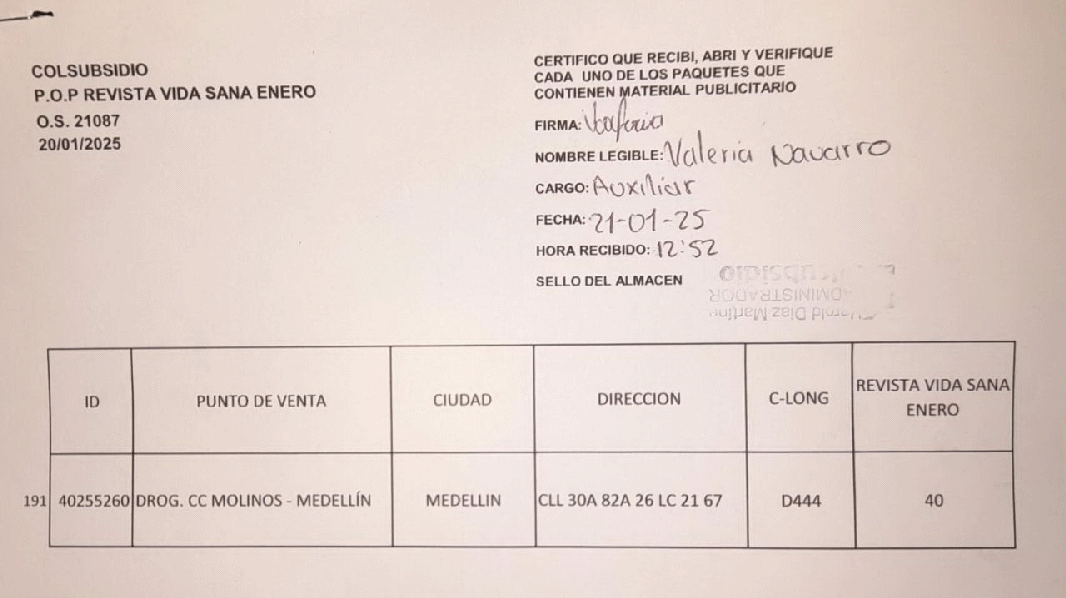 COLSUBSIDIO
P.O.P REVISTA VIDA SANA ENERO
O.S. 21087
20/01/2025
CERTIFICO QUE RECIBI, ABRI Y VERIFIQUE
CADA UNO DE LOS PAQUETES QUE
CONTIENEN MATERIAL PUBLICITARIO
FIRMA:
NOMBRE LEGIBLE: Valeria Navarro
CARGO: Auxiliar
FECHA: 21-01-25
HORA RECIBIDO: 12:52
SELLO DEL ALMACEN
ADMINISTRADOR
Diaz
ID PUNTO DE VENTA CIUDAD DIRECCION C-LONG REVISTA VIDA SANA
ENERO
191 40255260 DROG. CC MOLINOS - MEDELLÍN MEDELLIN CLL 30A 82A 26 LC 21 67 D444 40